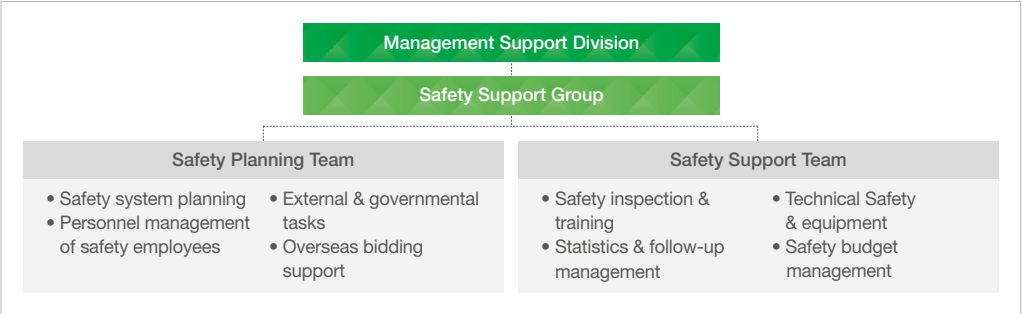 Management Support Division
Safety Support Group
Safety Planning Team
• Safety system planning
• Personnel management
of safety employees
• External & governmental
tasks
• Overseas bidding
support
Safety Support Team
• Safety inspection &
training
• Statistics & follow-up
management
• Technical Safety
& equipment
• Safety budget
management